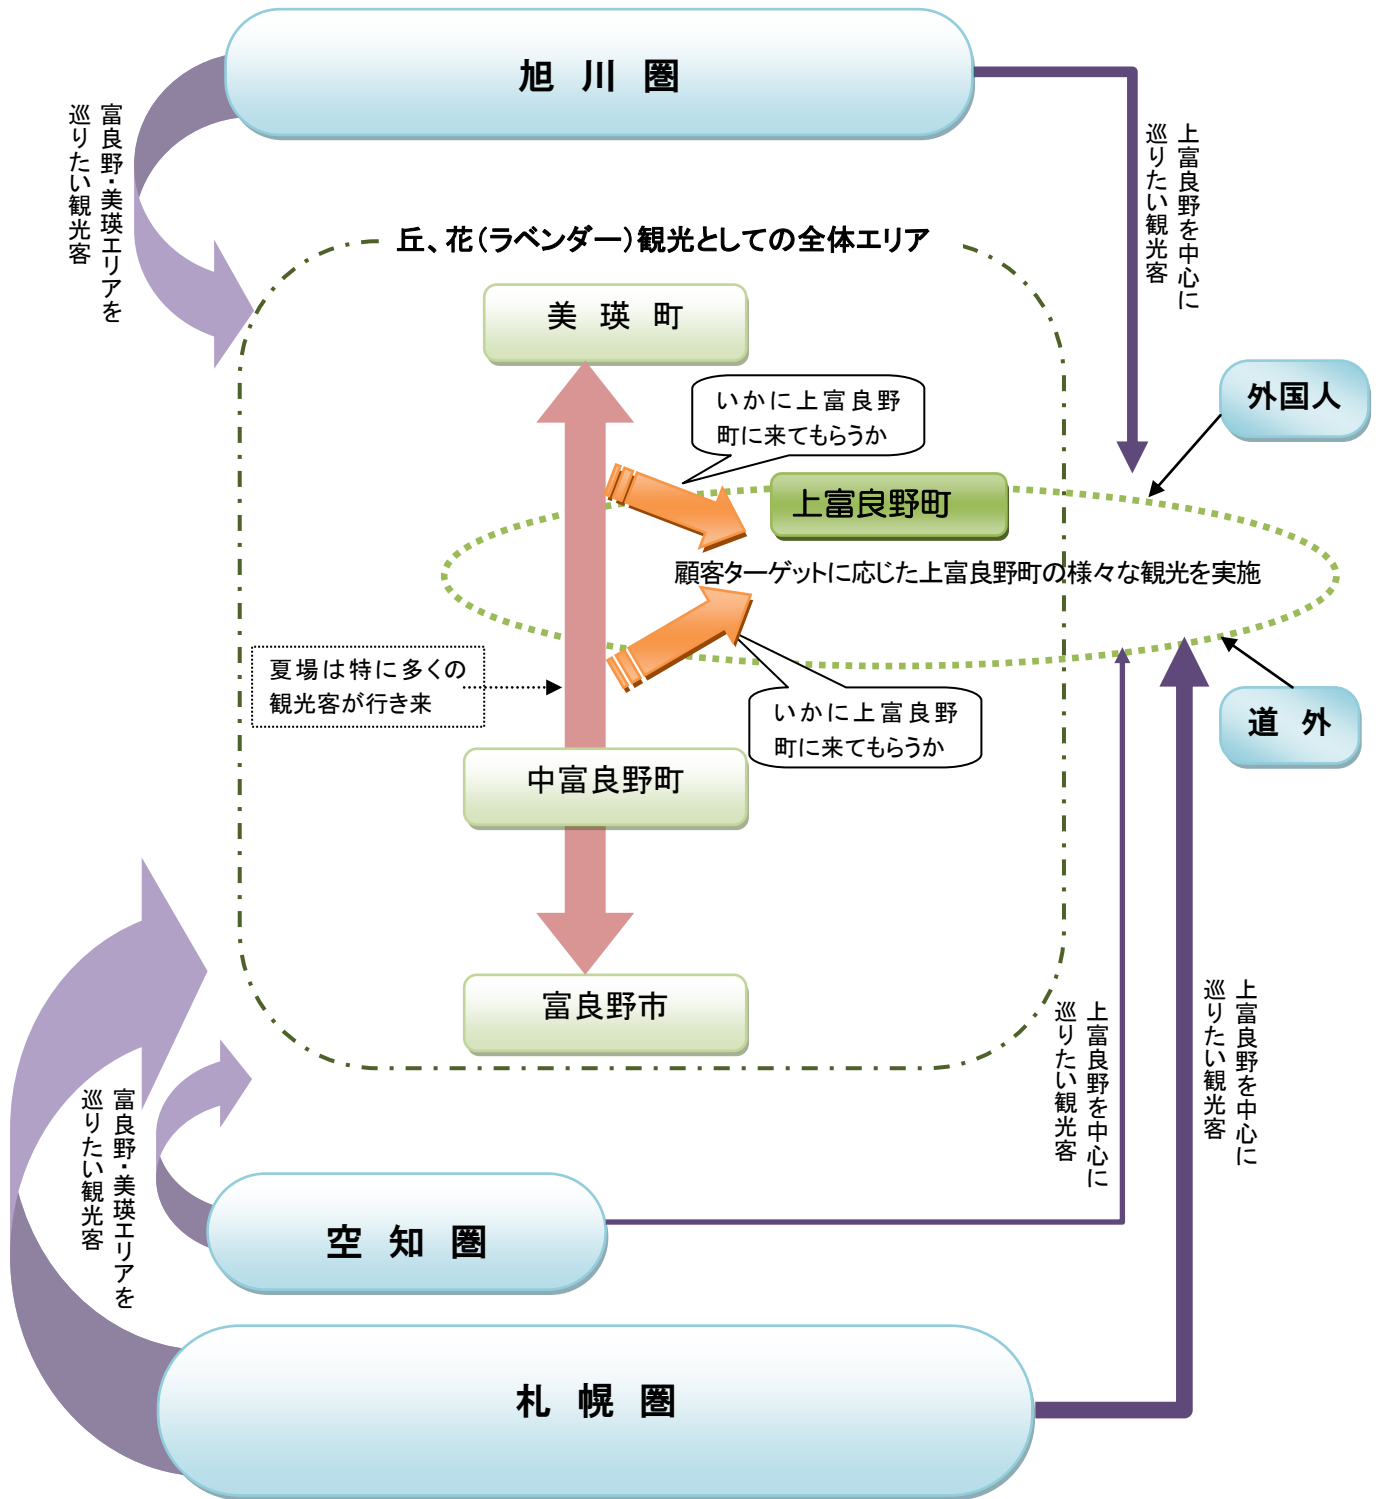 旭 川 圏
富良野・美瑛エリアを
巡りたい観光客
上富良野を中心に
巡りたい観光客
丘、花（ラベンダー）観光としての全体エリア
美 瑛 町
いかに上富良野
町に来てもらうか
外国人
上富良野町
顧客ターゲットに応じた上富良野町の様々な観光を実施
夏場は特に多くの
観光客が行き来
いかに上富良野
町に来てもらうか
道 外
中富良野町
富良野市
上富良野を中心に
巡りたい観光客
上富良野を中心に
巡りたい観光客
富良野・美瑛エリアを
巡りたい観光客
空 知 圏
札 幌 圏